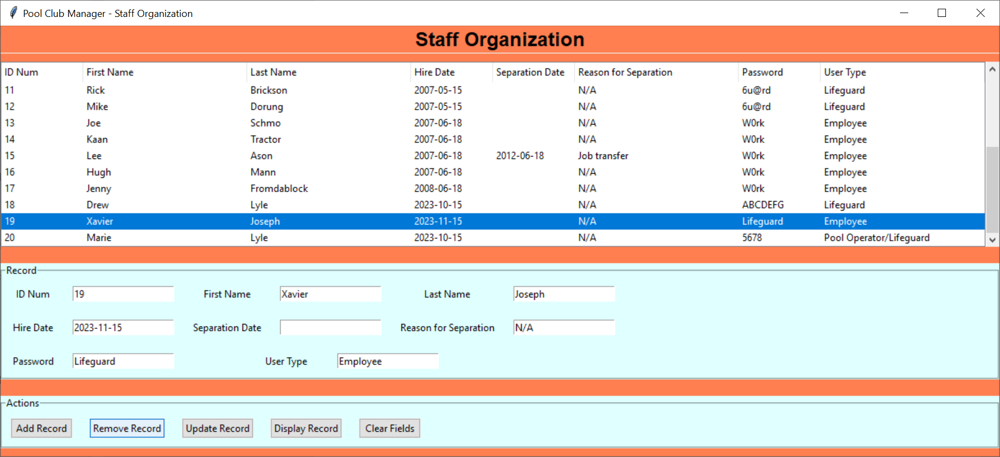 Pool Club Manager - Staff Organization
Staff Organization
ID Num First Name Last Name Hire Date Separation Date Reason for Separation Password User Type
11 Rick Brickson 2007-05-15 N/A 6u@rd Lifeguard
12 Mike Dorung 2007-05-15 N/A 6u@rd Lifeguard
13 Joe Schmo 2007-06-18 N/A W0rk Employee
14 Kaan Tractor 2007-06-18 N/A W0rk Employee
15 Lee Ason 2007-06-18 2012-06-18 Job transfer W0rk Employee
16 Hugh Mann 2007-06-18 N/A W0rk Employee
17 Jenny Fromdablock 2008-06-18 N/A W0rk Employee
18 Drew Lyle 2023-10-15 N/A ABCDEFG Lifeguard
19 Xavier Joseph 2023-11-15 N/A Lifeguard Employee
20 Marie Lyle 2023-10-15 N/A 5678 Pool Operator/Lifeguard
Record
ID Num 19 First Name Xavier Last Name Joseph
Hire Date 2023-11-15 Separation Date Reason for Separation N/A
Password Lifeguard User Type Employee
Actions
Add Record Remove Record Update Record Display Record Clear Fields